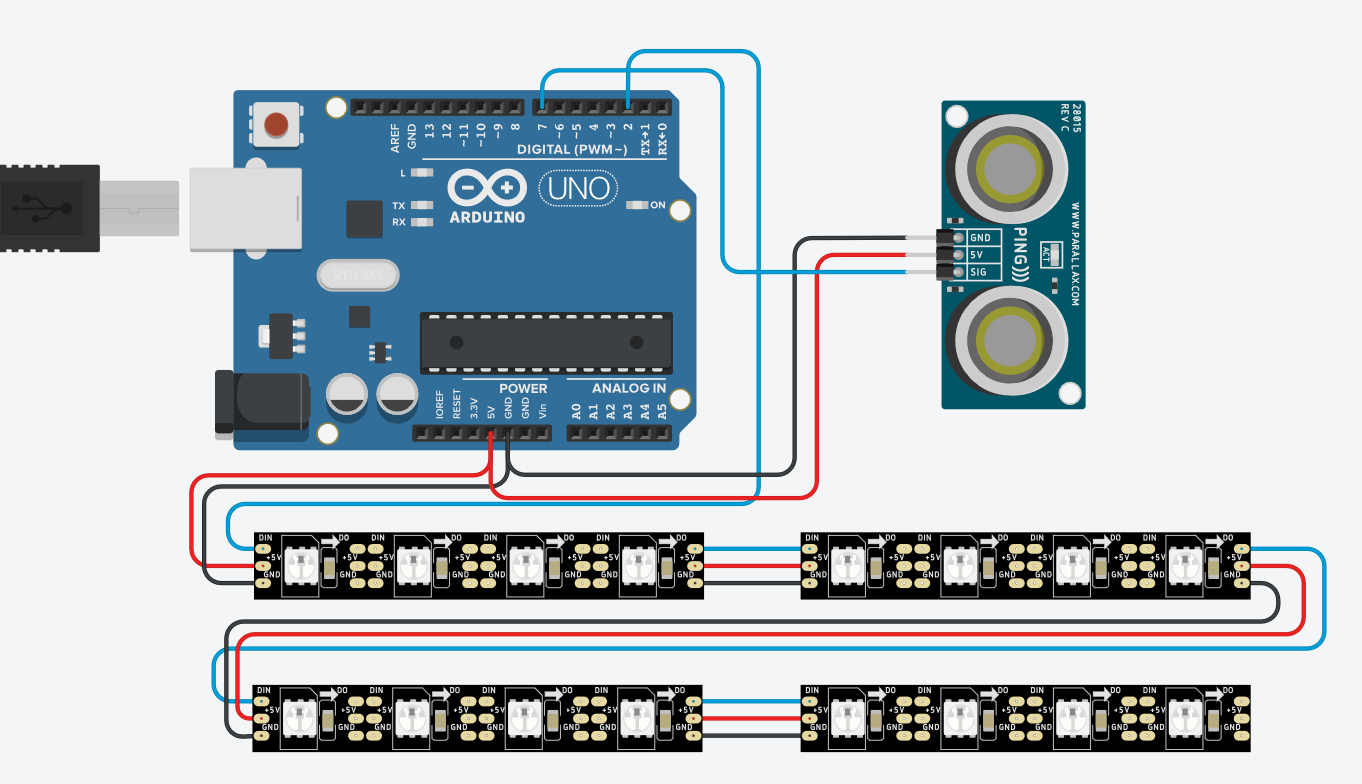 AREF
GND
13
12
~11
~10
~9
8
7
~6
~5
4
~3
2
TX→1
RX←0
DIGITAL (PWM~)
L
TX
RX
ARDUINO
UNO
ON
SPK16.000G
IOREF
RESET
3.3V
5V
GND
GND
Vin
POWER
A0
A1
A2
A3
A4
A5
ANALOG IN
28015
REV C
GND
5V
SIG
PING)))
ACT
WWW.PARALLAX.COM
DIN DO DIN DO DIN DO DIN DO
+5V +5V +5V +5V +5V +5V +5V +5V
GND GND GND GND GND GND GND GND
DIN DO DIN DO DIN DO DIN DO
+5V +5V +5V +5V +5V +5V +5V +5V
GND GND GND GND GND GND GND GND
DIN DO DIN DO DIN DO DIN DO
+5V +5V +5V +5V +5V +5V +5V +5V
GND GND GND GND GND GND GND GND
DIN DO DIN DO DIN DO DIN DO
+5V +5V +5V +5V +5V +5V +5V +5V
GND GND GND GND GND GND GND GND